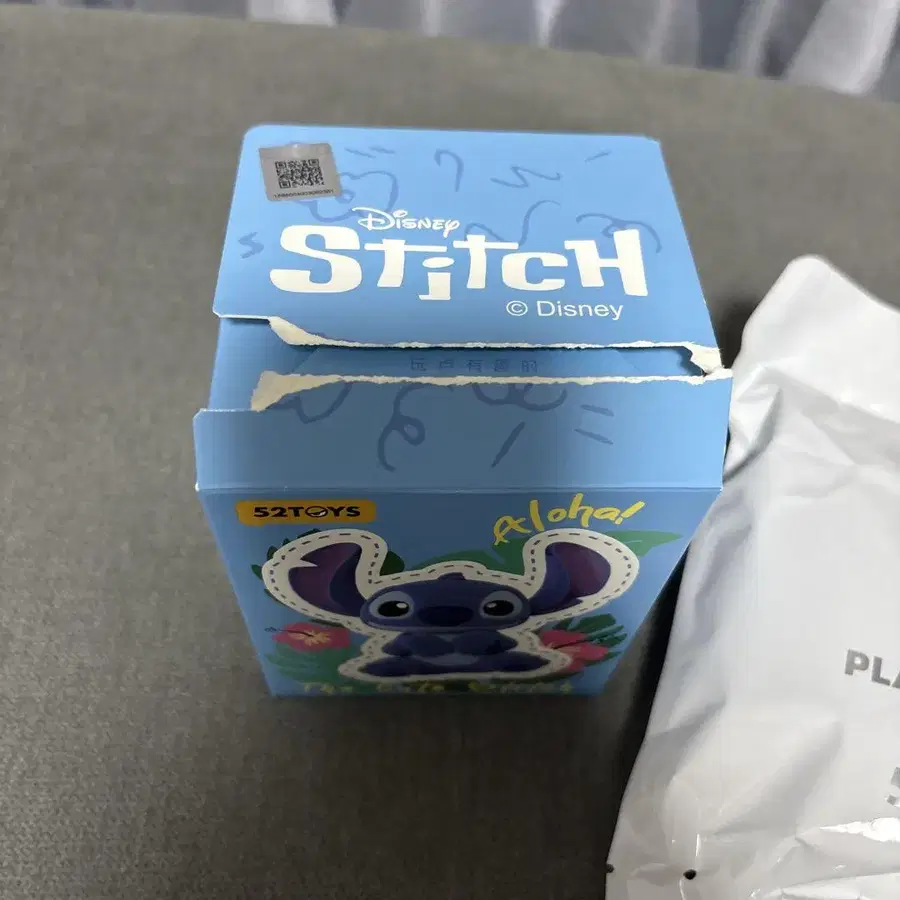 Disney
Stitch
© Disney
玩点有趣的
52TOYS
Aloha!
PLA